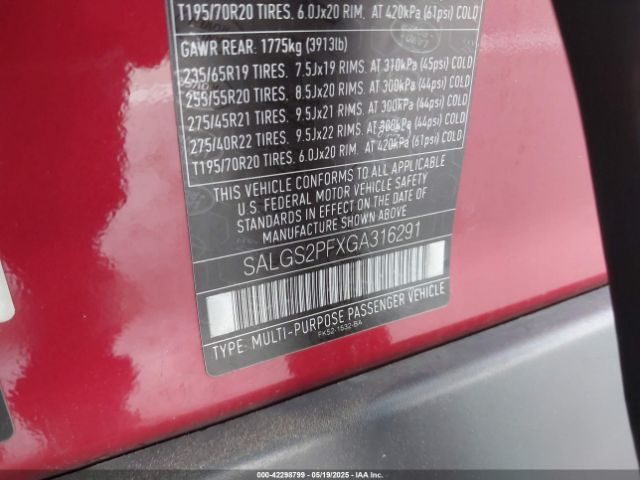 T195/70R20 TIRES. 6.0Jx20 RIM. AT 420kPa (61psi) COLD
GAWR REAR: 1775kg (3913lb)
235/65R19 TIRES. 7.5Jx19 RIMS. AT 310kPa (45psi) COLD
255/55R20 TIRES. 8.5Jx20 RIMS. AT 300kPa (44psi) COLD
275/45R21 TIRES. 9.5Jx21 RIMS. AT 300kPa (44psi) COLD
275/40R22 TIRES. 9.5Jx22 RIMS. AT 300kPa (44psi) COLD
T195/70R20 TIRES. 6.0Jx20 RIM. AT 420kPa (61psi) COLD
THIS VEHICLE CONFORMS TO ALL APPLICABLE
U.S. FEDERAL MOTOR VEHICLE SAFETY
STANDARDS IN EFFECT ON THE DATE OF
MANUFACTURE SHOWN ABOVE
SALGS2PFXGA316291
TYPE: MULTI-PURPOSE PASSENGER VEHICLE
FK52-1532-BA
000-42298799 (IAA) 05/19/2025 (IAA) COPART